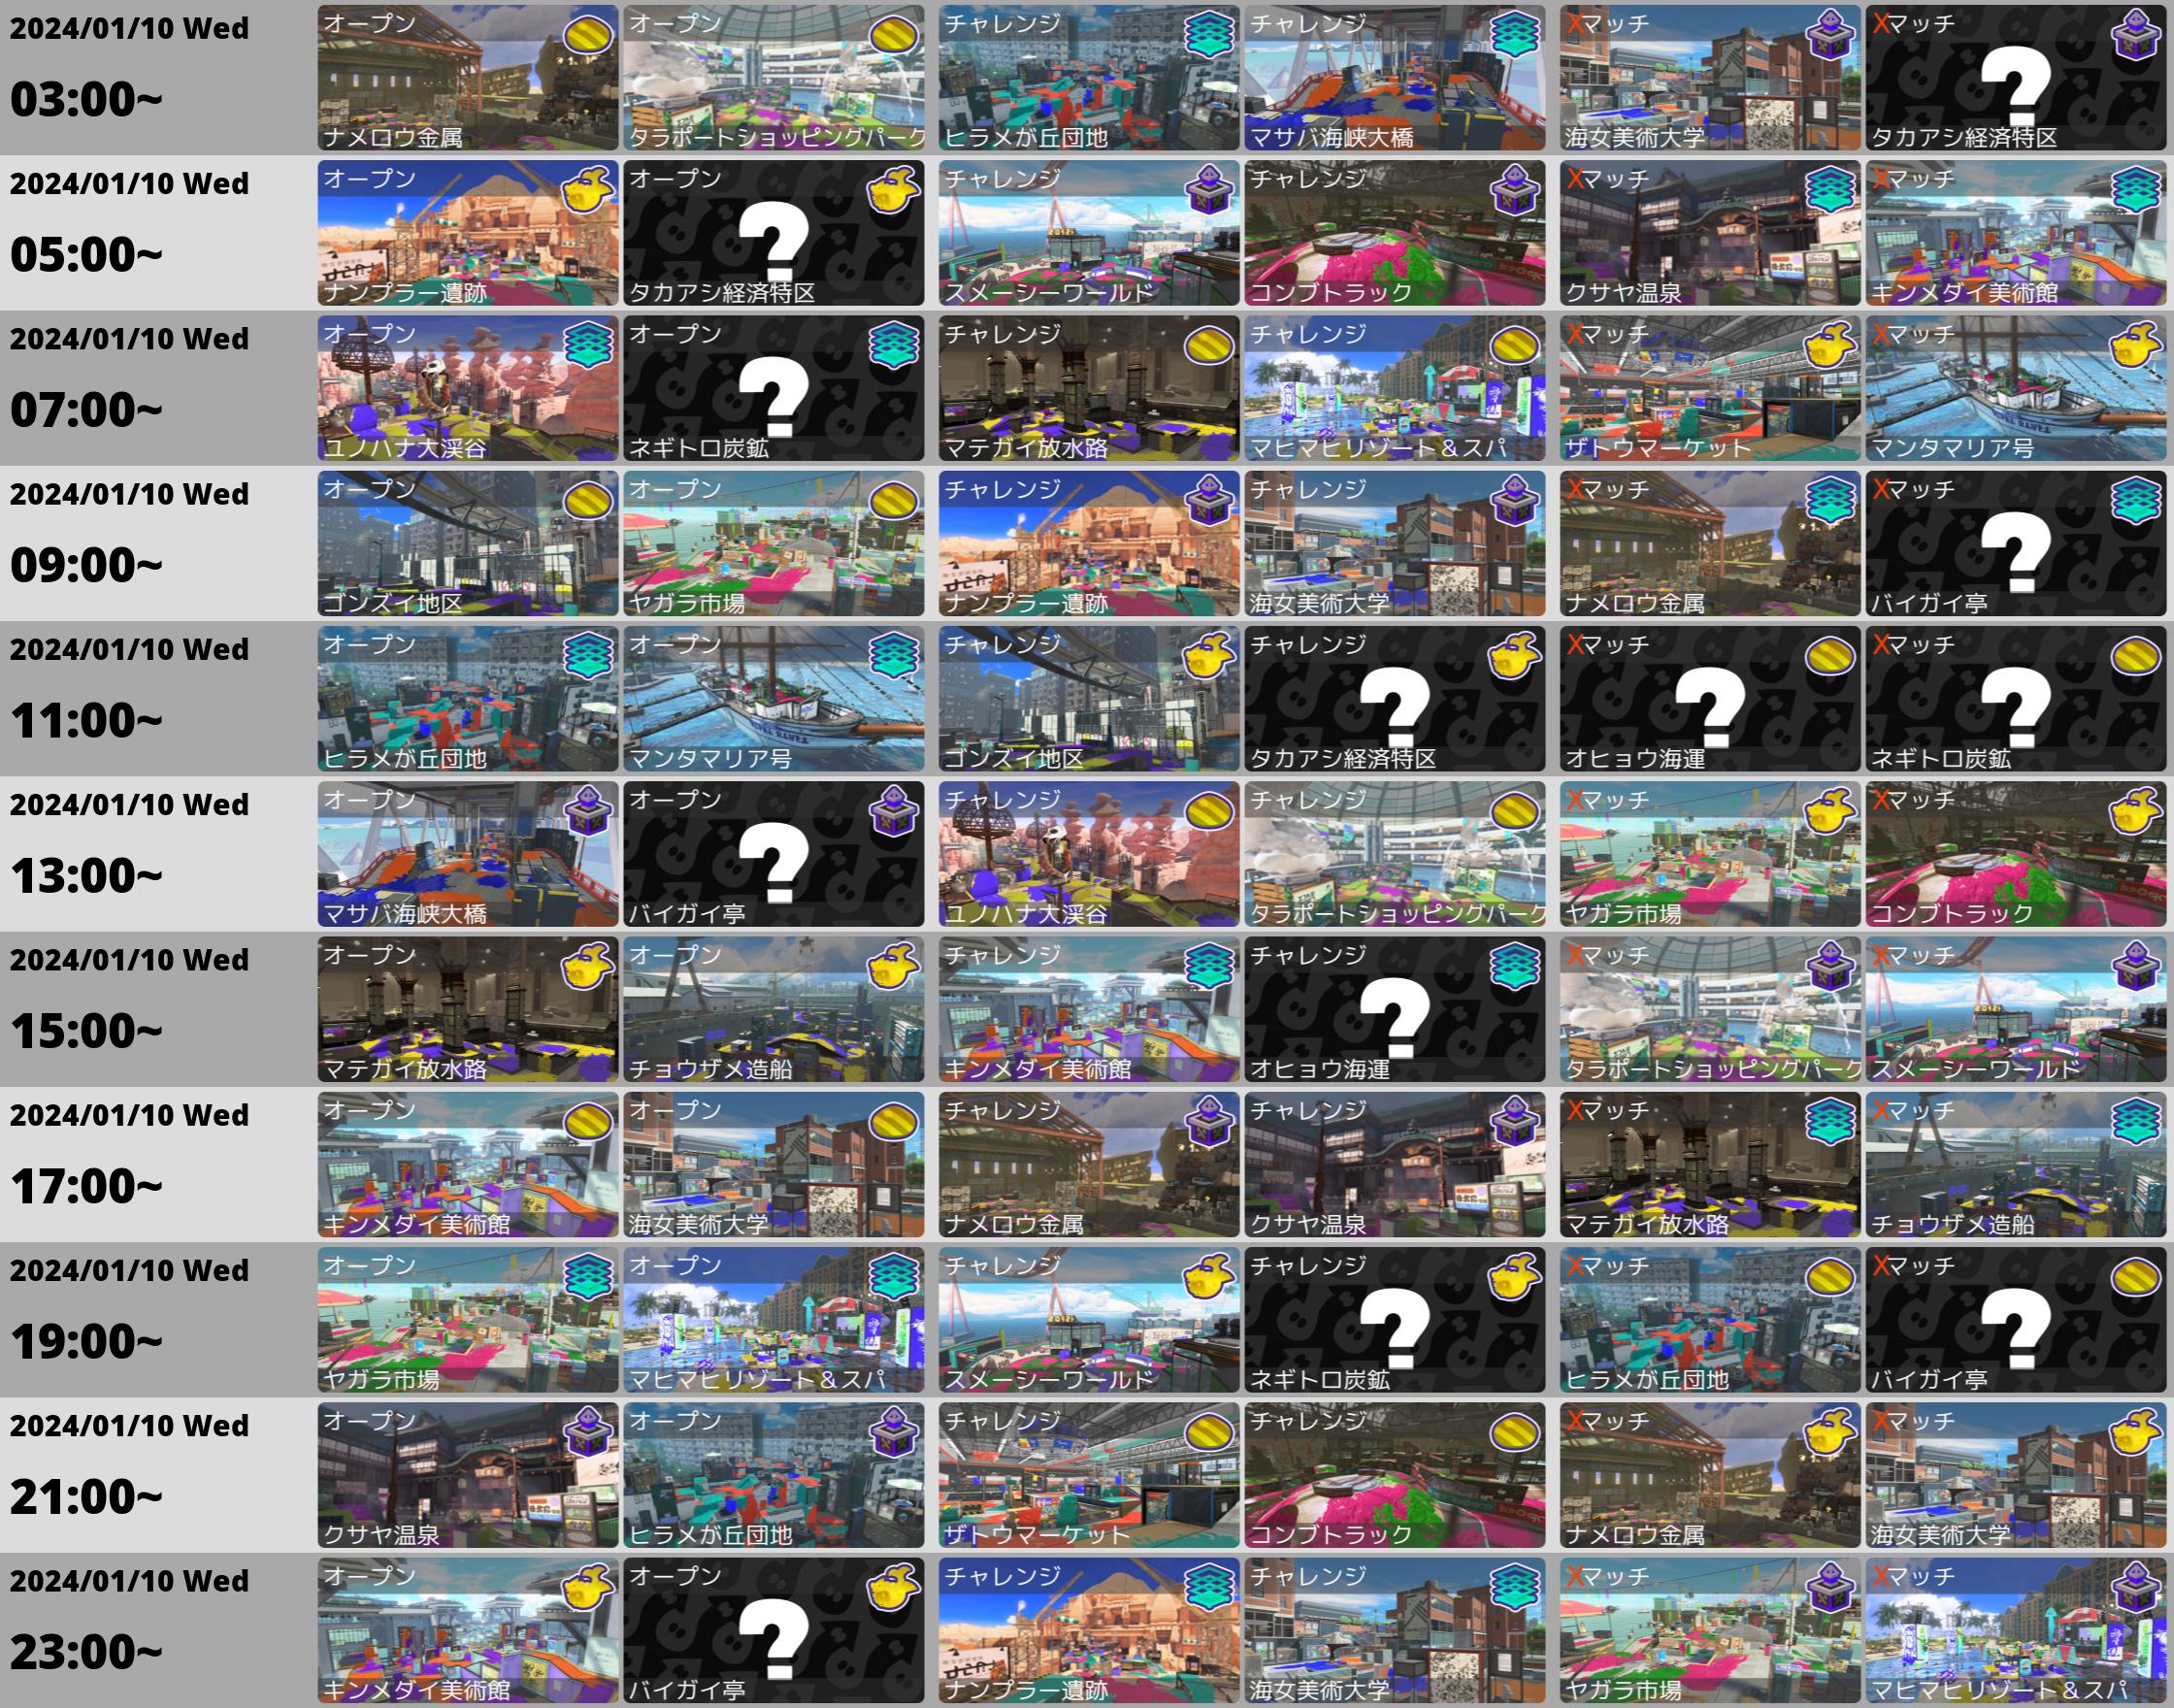 2024/01/10 Wed
03:00~
オープン
ナメロウ金属
オープン
タラポートショッピングパーク
チャレンジ
ヒラメが丘団地
チャレンジ
マサバ海峡大橋
Xマッチ
海女美術大学
Xマッチ
タカアシ経済特区
2024/01/10 Wed
05:00~
オープン
ナンプラー遺跡
オープン
タカアシ経済特区
チャレンジ
スメーシーワールド
チャレンジ
コンブトラック
Xマッチ
クサヤ温泉
Xマッチ
キンメダイ美術館
2024/01/10 Wed
07:00~
オープン
ユノハナ大渓谷
オープン
ネギトロ炭鉱
チャレンジ
マテガイ放水路
チャレンジ
マヒマヒリゾート&スパ
Xマッチ
ザトウマーケット
Xマッチ
マンタマリア号
2024/01/10 Wed
09:00~
オープン
ゴンズイ地区
オープン
ヤガラ市場
チャレンジ
ナンプラー遺跡
チャレンジ
海女美術大学
Xマッチ
ナメロウ金属
Xマッチ
バイガイ亭
2024/01/10 Wed
11:00~
オープン
ヒラメが丘団地
オープン
マンタマリア号
チャレンジ
ゴンズイ地区
チャレンジ
タカアシ経済特区
Xマッチ
オヒョウ海運
Xマッチ
ネギトロ炭鉱
2024/01/10 Wed
13:00~
オープン
マサバ海峡大橋
オープン
バイガイ亭
チャレンジ
ユノハナ大渓谷
チャレンジ
タラポートショッピングパーク
Xマッチ
ヤガラ市場
Xマッチ
コンブトラック
2024/01/10 Wed
15:00~
オープン
マテガイ放水路
オープン
チョウザメ造船
チャレンジ
キンメダイ美術館
チャレンジ
オヒョウ海運
Xマッチ
タラポートショッピングパーク
Xマッチ
スメーシーワールド
2024/01/10 Wed
17:00~
オープン
キンメダイ美術館
オープン
海女美術大学
チャレンジ
ナメロウ金属
チャレンジ
クサヤ温泉
Xマッチ
マテガイ放水路
Xマッチ
チョウザメ造船
2024/01/10 Wed
19:00~
オープン
ヤガラ市場
オープン
マヒマヒリゾート&スパ
チャレンジ
スメーシーワールド
チャレンジ
ネギトロ炭鉱
Xマッチ
ヒラメが丘団地
Xマッチ
バイガイ亭
2024/01/10 Wed
21:00~
オープン
クサヤ温泉
オープン
ヒラメが丘団地
チャレンジ
ザトウマーケット
チャレンジ
コンブトラック
Xマッチ
ナメロウ金属
Xマッチ
海女美術大学
2024/01/10 Wed
23:00~
オープン
キンメダイ美術館
オープン
バイガイ亭
チャレンジ
ナンプラー遺跡
チャレンジ
海女美術大学
Xマッチ
ヤガラ市場
Xマッチ
マヒマヒリゾート&スパ